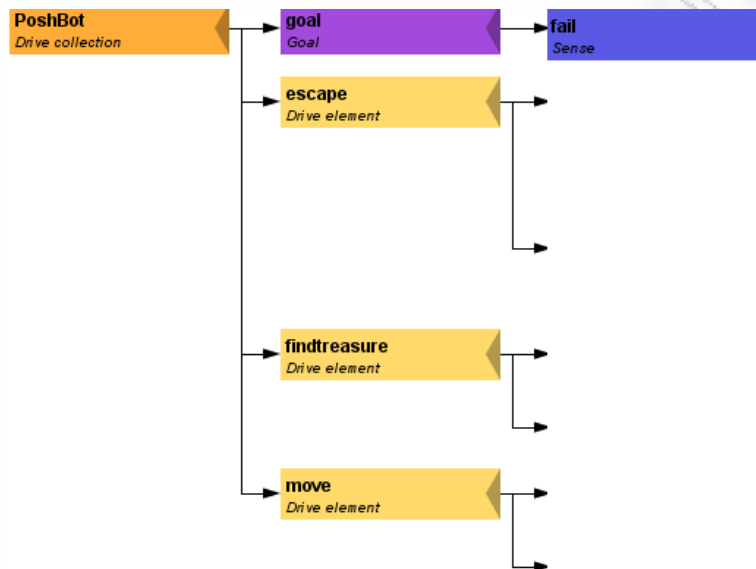 PoshBot
Drive collection
goal
Goal
fail
Sense
escape
Drive element
findtreasure
Drive element
move
Drive element